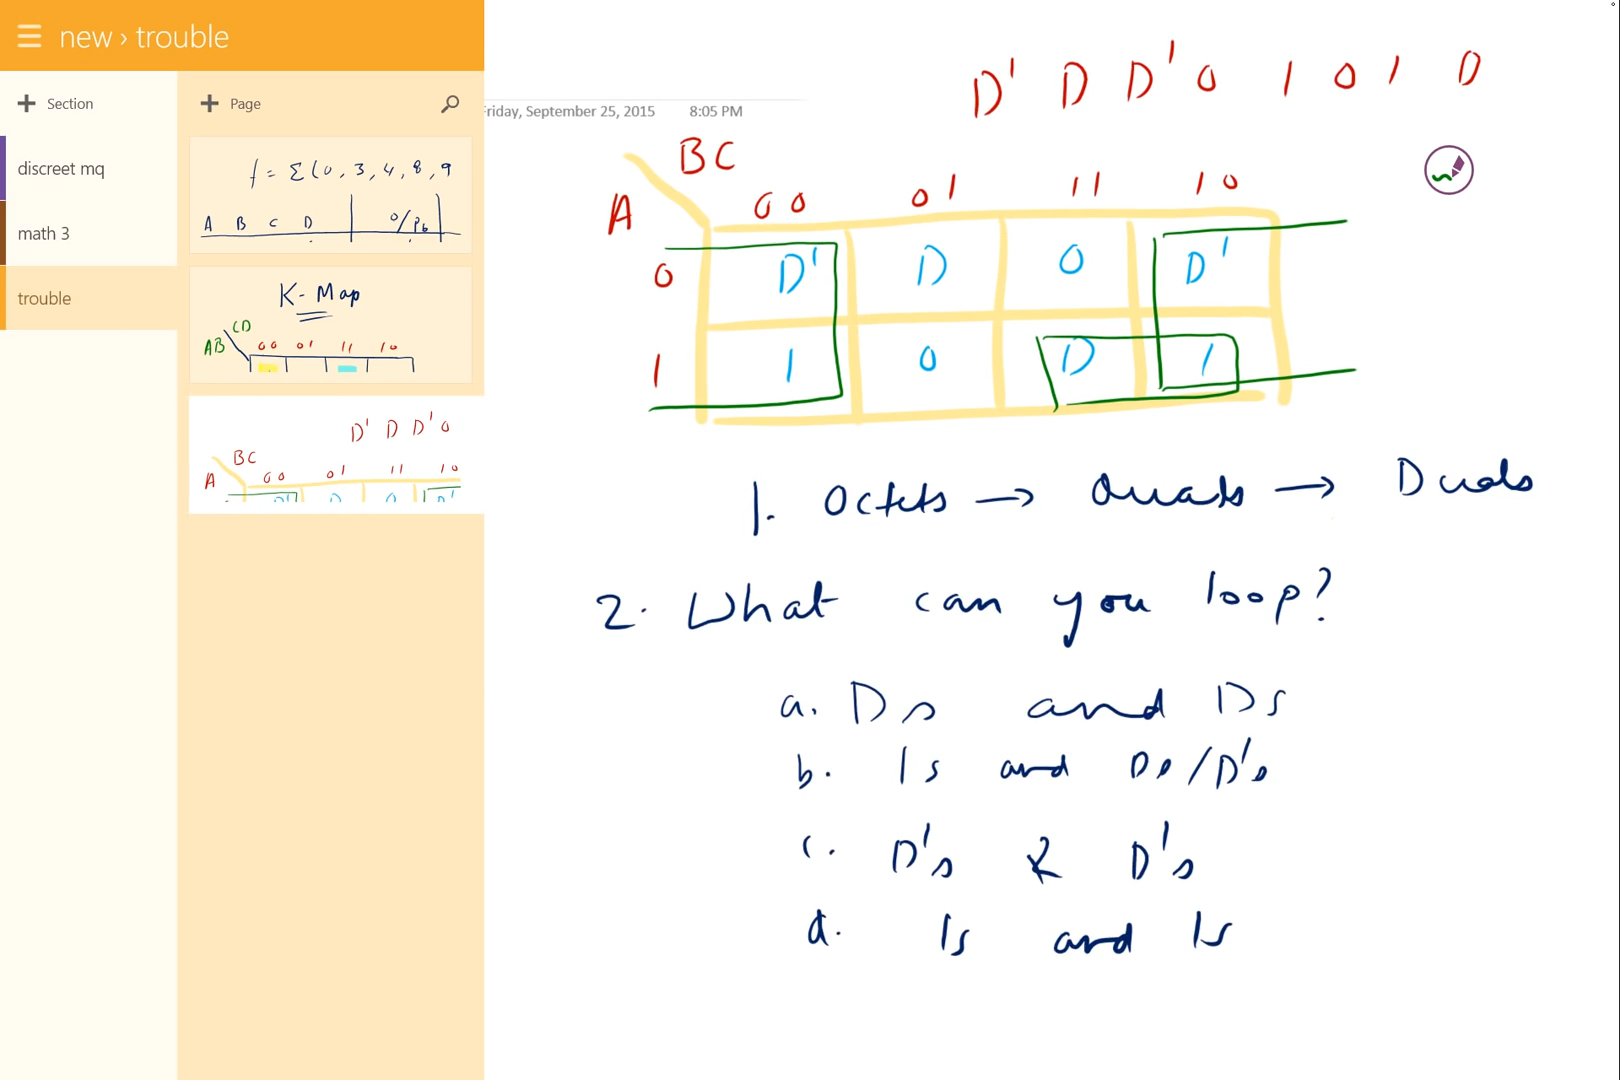 new › trouble
+ Section
discreet mq
math 3
trouble
+ Page
f = Σ(0, 3, 4, 8, 9
A B C D
K-Map
CD
AB 00 01 11 10
D' D D' 0
BC
A 00 01 11 10
D' D 0 D'
Friday, September 25, 2015 8:05 PM
D' D D' 0 1 0 1 D
BC
A 00 01 11 10
0 D' D 0 D'
1 1 0 D 1
1. Octets → Quads → Duals
2. What can you loop?
a. Ds and Ds
b. 1s and Ds/D's
c. D's & D's
d. 1s and 1s